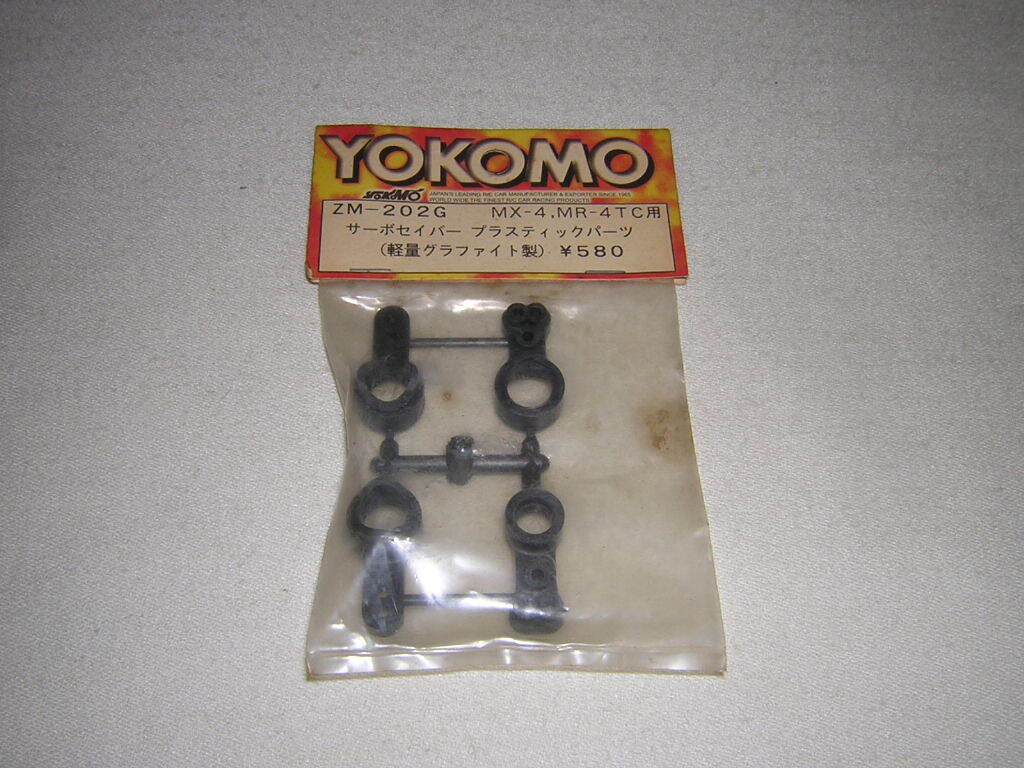 YOKOMO
YOKOMO JAPAN'S LEADING R/C CAR MANUFACTURER & EXPORTER SINCE 1965,
WORLD WIDE THE FINEST R/C CAR RACING PRODUCTS
ZM-202G MX-4.MR-4TC用
サーボセイバー プラスティックパーツ
(軽量グラファイト製) ¥580